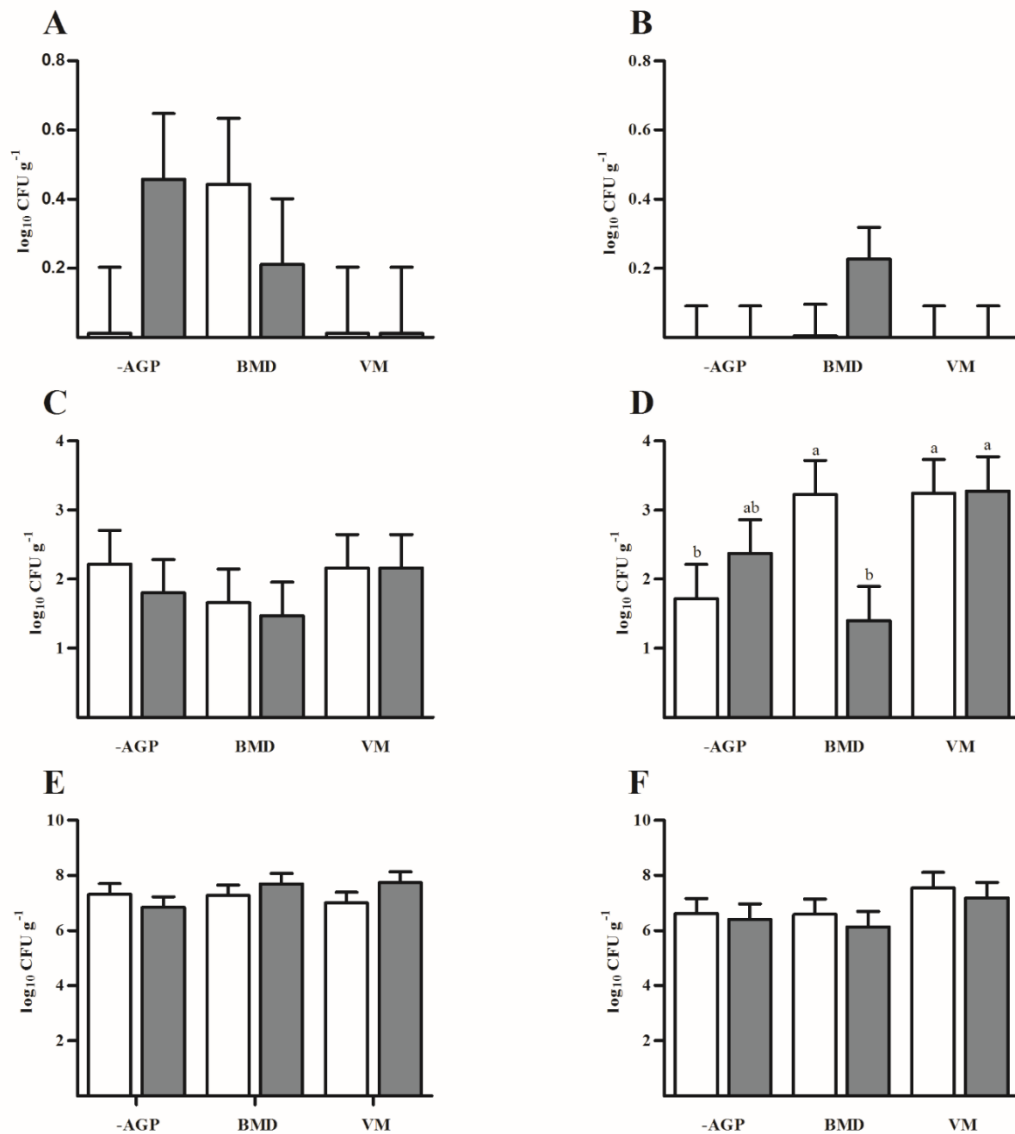 A
0.8
0.6
0.4
0.2
log₁₀ CFU g⁻¹
-AGP BMD VM
B
0.8
0.6
0.4
0.2
log₁₀ CFU g⁻¹
-AGP BMD VM
C
4
3
2
1
log₁₀ CFU g⁻¹
-AGP BMD VM
D
4
3
2
1
log₁₀ CFU g⁻¹
b ab a b a a
-AGP BMD VM
E
10
8
6
4
2
log₁₀ CFU g⁻¹
-AGP BMD VM
F
10
8
6
4
2
log₁₀ CFU g⁻¹
-AGP BMD VM